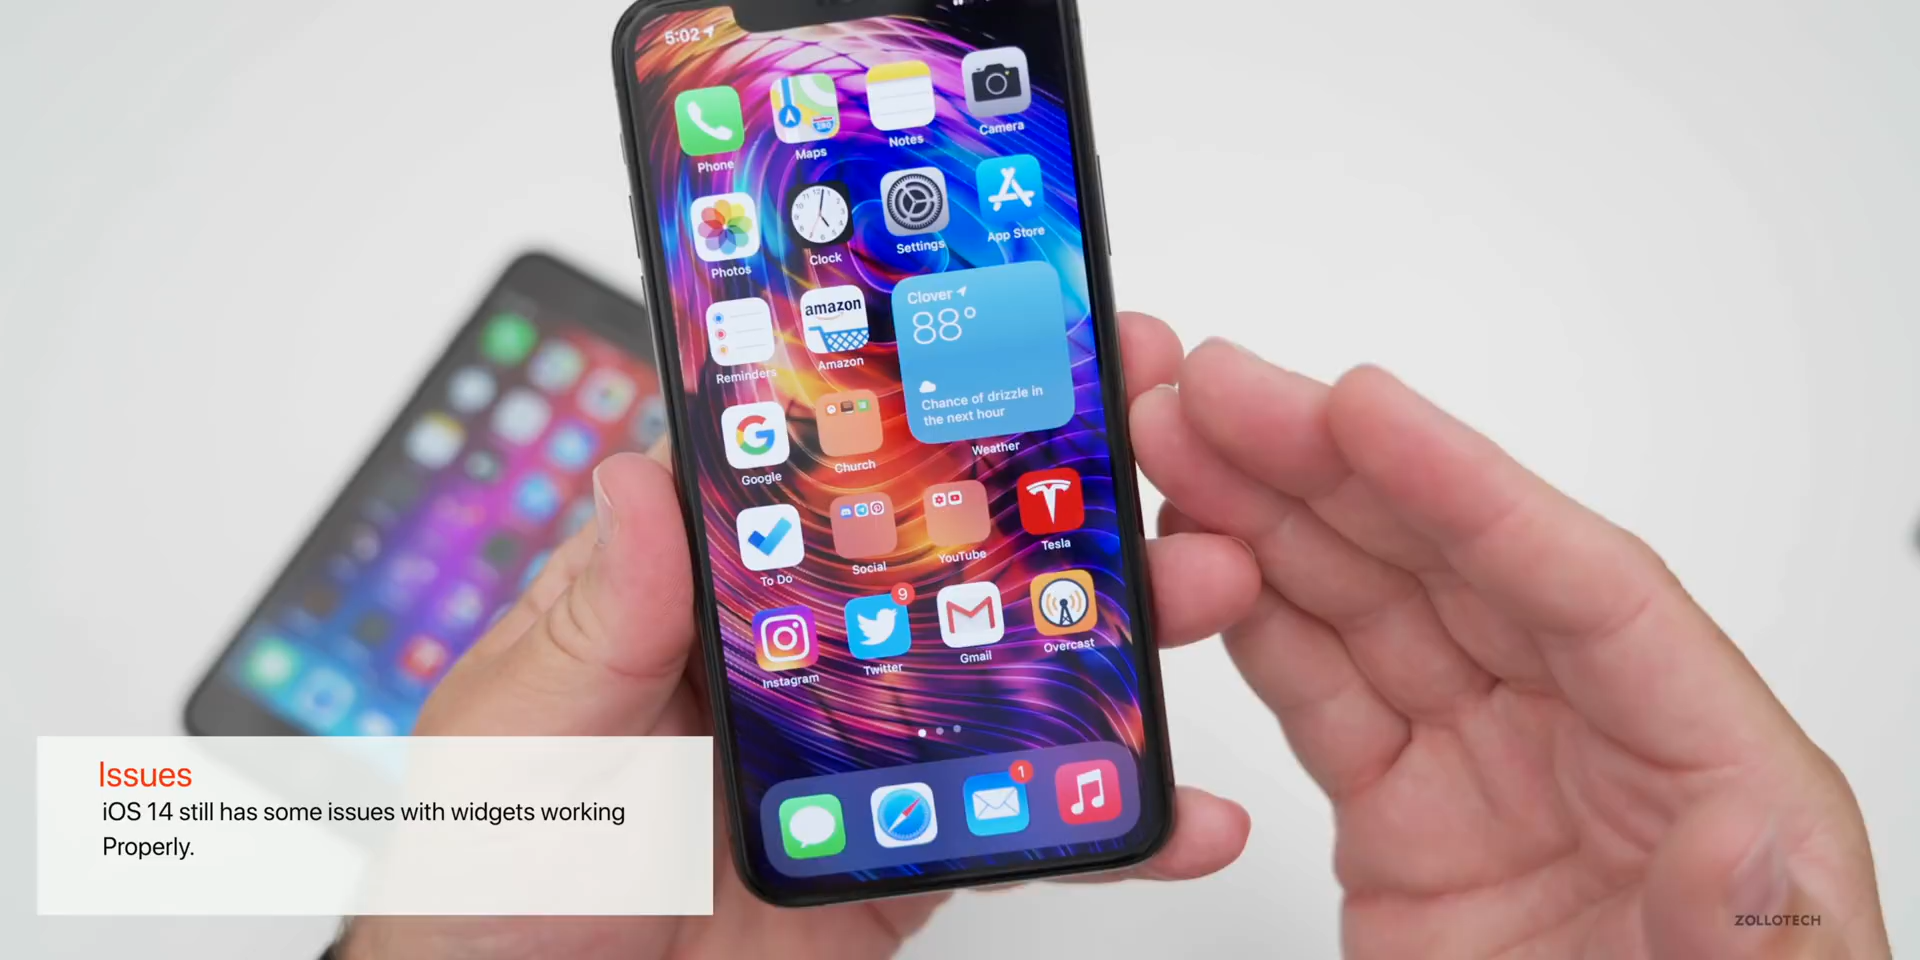 5:02
Phone
Maps
Notes
Camera
Photos
Clock
Settings
App Store
Reminders
amazon
Amazon
Clover
88°
Chance of drizzle in
the next hour
Weather
Google
Church
To Do
Social
YouTube
Tesla
Instagram
9
Twitter
Gmail
Overcast
1
Issues
iOS 14 still has some issues with widgets working
Properly.
ZOLLOTECH